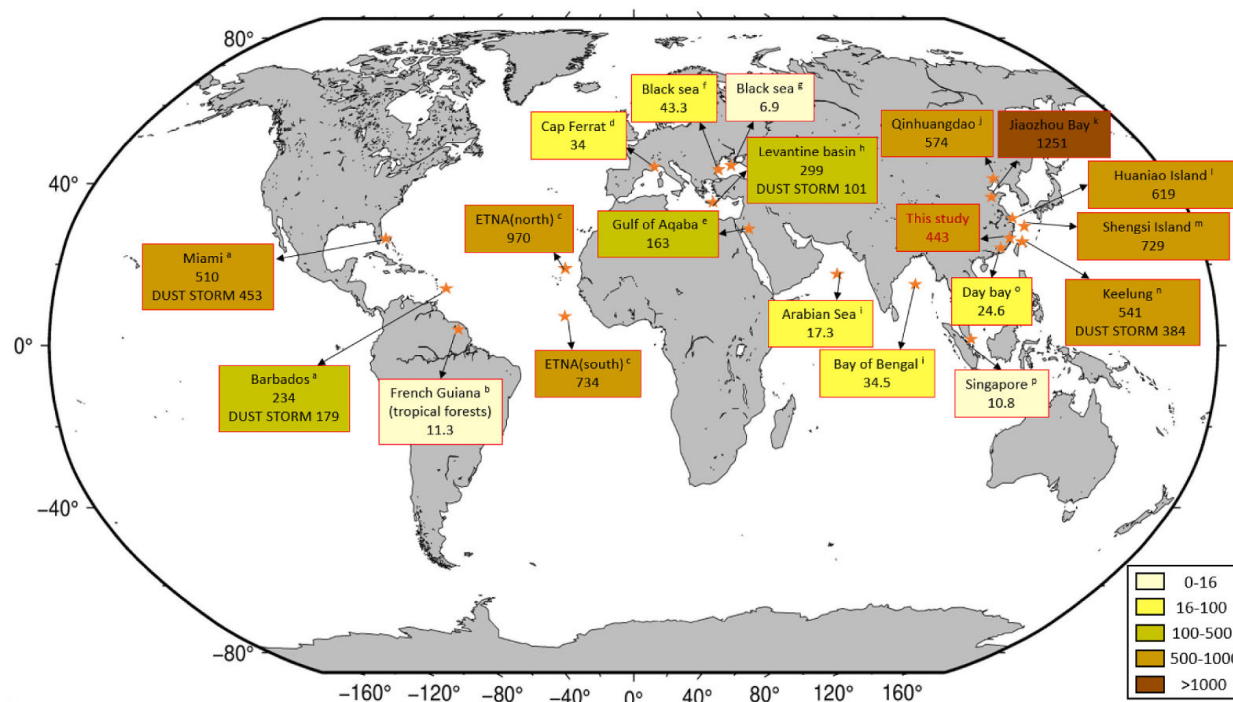 80°
40°
0°
−40°
−80°
−160°
−120°
−80°
−40°
0°
40°
80°
120°
160°
Black sea f
43.3
Black sea g
6.9
Cap Ferrat d
34
Levantine basin h
299
DUST STORM 101
Qinhuangdao j
574
Jiaozhou Bay k
1251
Huaniao Island l
619
ETNA(north) c
970
Gulf of Aqaba e
163
This study
443
Shengsi Island m
729
Miami a
510
DUST STORM 453
Arabian Sea i
17.3
Day bay o
24.6
Keelung n
541
DUST STORM 384
Barbados a
234
DUST STORM 179
French Guiana b
(tropical forests)
11.3
ETNA(south) c
734
Bay of Bengal i
34.5
Singapore p
10.8
0-16
16-100
100-500
500-1000
>1000